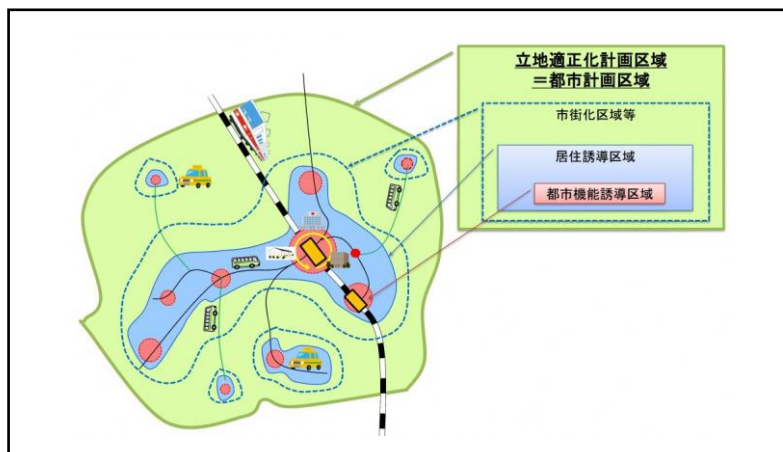 立地適正化計画区域
＝都市計画区域
市街化区域等
居住誘導区域
都市機能誘導区域